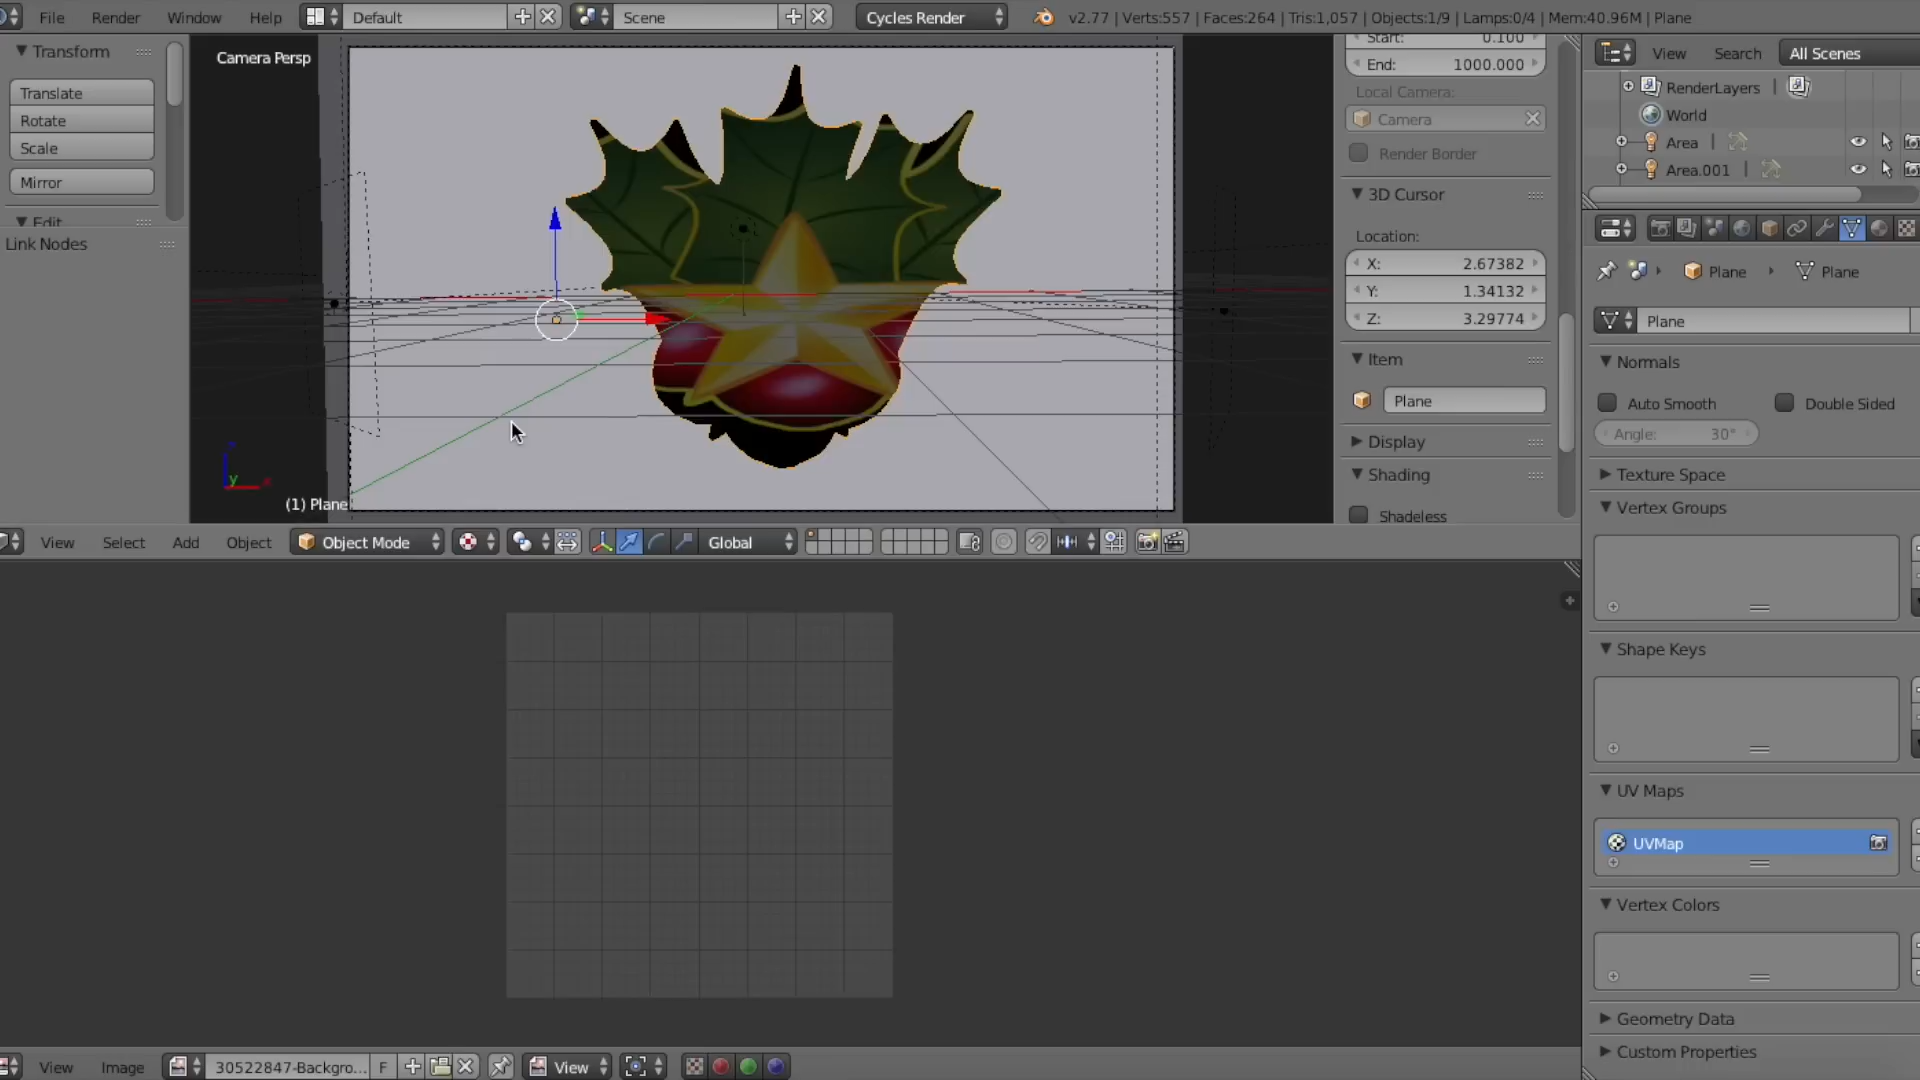 File Render Window Help Default Scene Cycles Render v2.77 | Verts:557 | Faces:264 | Tris:1,057 | Objects:1/9 | Lamps:0/4 | Mem:40.96M | Plane
Transform
Translate
Rotate
Scale
Mirror
Edit
Link Nodes
Camera Persp
y
(1) Plane
Start: 0.100
End: 1000.000
Local Camera:
Camera
Render Border
3D Cursor
Location:
X: 2.67382
Y: 1.34132
Z: 3.29774
Item
Plane
Display
Shading
Shadeless
View Search All Scenes
RenderLayers |
World
Area |
Area.001 |
Plane Plane
Plane
Normals
Auto Smooth Double Sided
Angle: 30°
Texture Space
Vertex Groups
Shape Keys
UV Maps
UVMap
Vertex Colors
Geometry Data
Custom Properties
View Select Add Object Object Mode Global
View Image 30522847-Backgro... F View